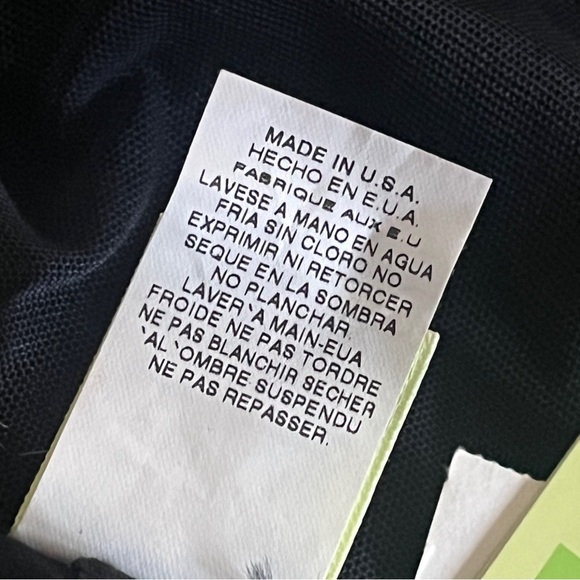 MADE IN U.S.A.
HECHO EN E.U.A.
FABRIQUE AUX E.U
LAVESE A MANO EN AGUA
FRIA SIN CLORO NO
EXPRIMIR NI RETORCER
SEQUE EN LA SOMBRA
NO PLANCHAR
LAVER `A MAIN-EUA
FROIDE NE PAS TORDRE
NE PAS BLANCHIR SECHER
`AL `OMBRE SUSPENDU
NE PAS REPASSER.